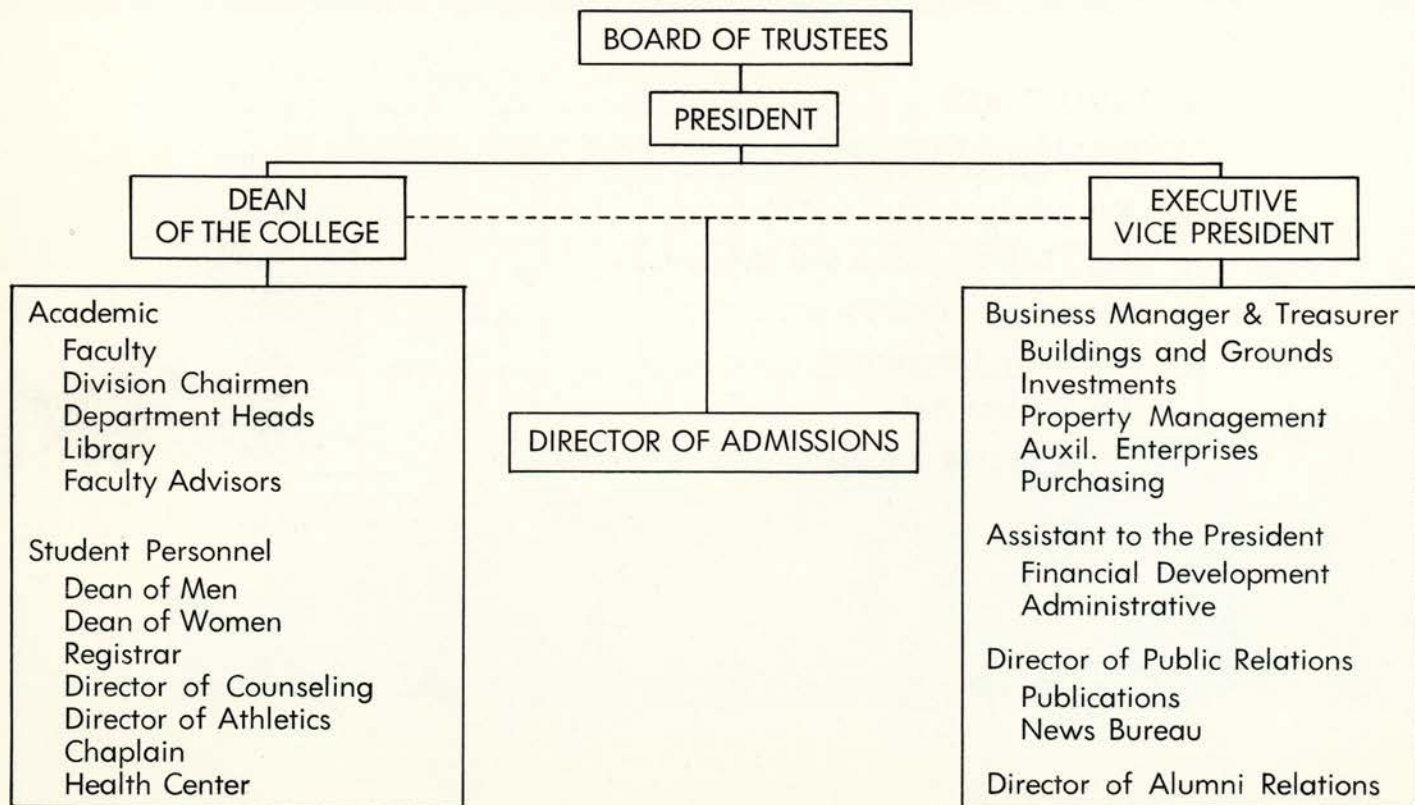 BOARD OF TRUSTEES
PRESIDENT
DEAN
OF THE COLLEGE
EXECUTIVE
VICE PRESIDENT
DIRECTOR OF ADMISSIONS
Academic
Faculty
Division Chairmen
Department Heads
Library
Faculty Advisors
Student Personnel
Dean of Men
Dean of Women
Registrar
Director of Counseling
Director of Athletics
Chaplain
Health Center
Business Manager & Treasurer
Buildings and Grounds
Investments
Property Management
Auxil. Enterprises
Purchasing
Assistant to the President
Financial Development
Administrative
Director of Public Relations
Publications
News Bureau
Director of Alumni Relations